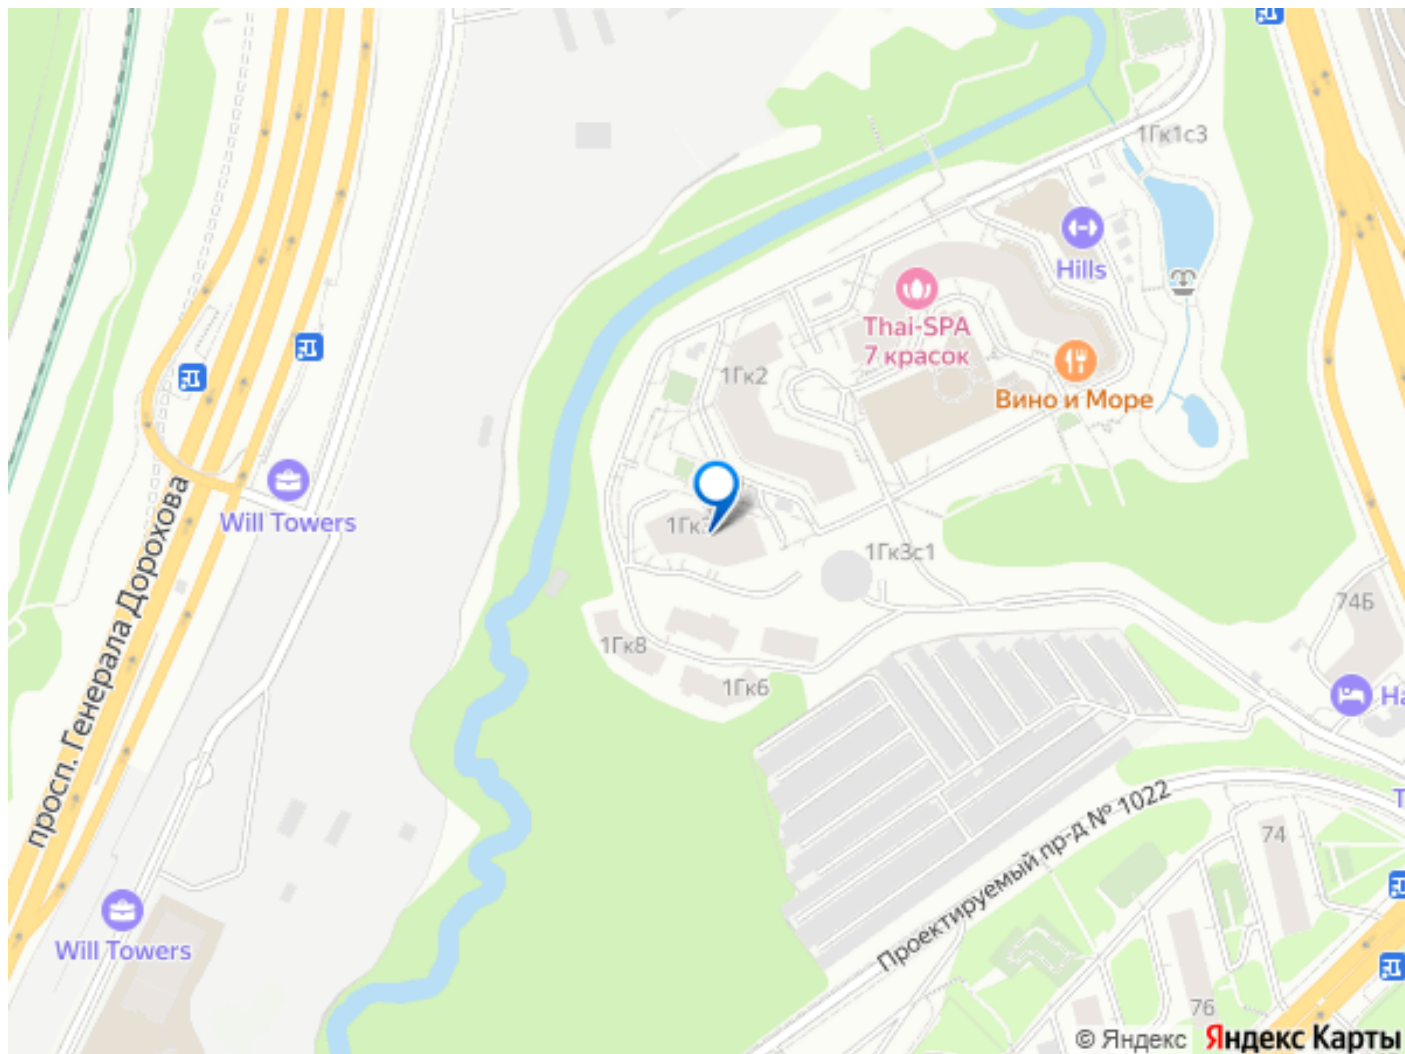 1Гк1с3
Hills
Thai-SPA
7 красок
1Гк2
Вино и Море
просп. Генерала Дорохова
Will Towers
1Гк3с1
74Б
1Гк8
1Гк6
На
Проектируемый пр-д № 1022
74
Will Towers
76
© Яндекс
Яндекс Карты